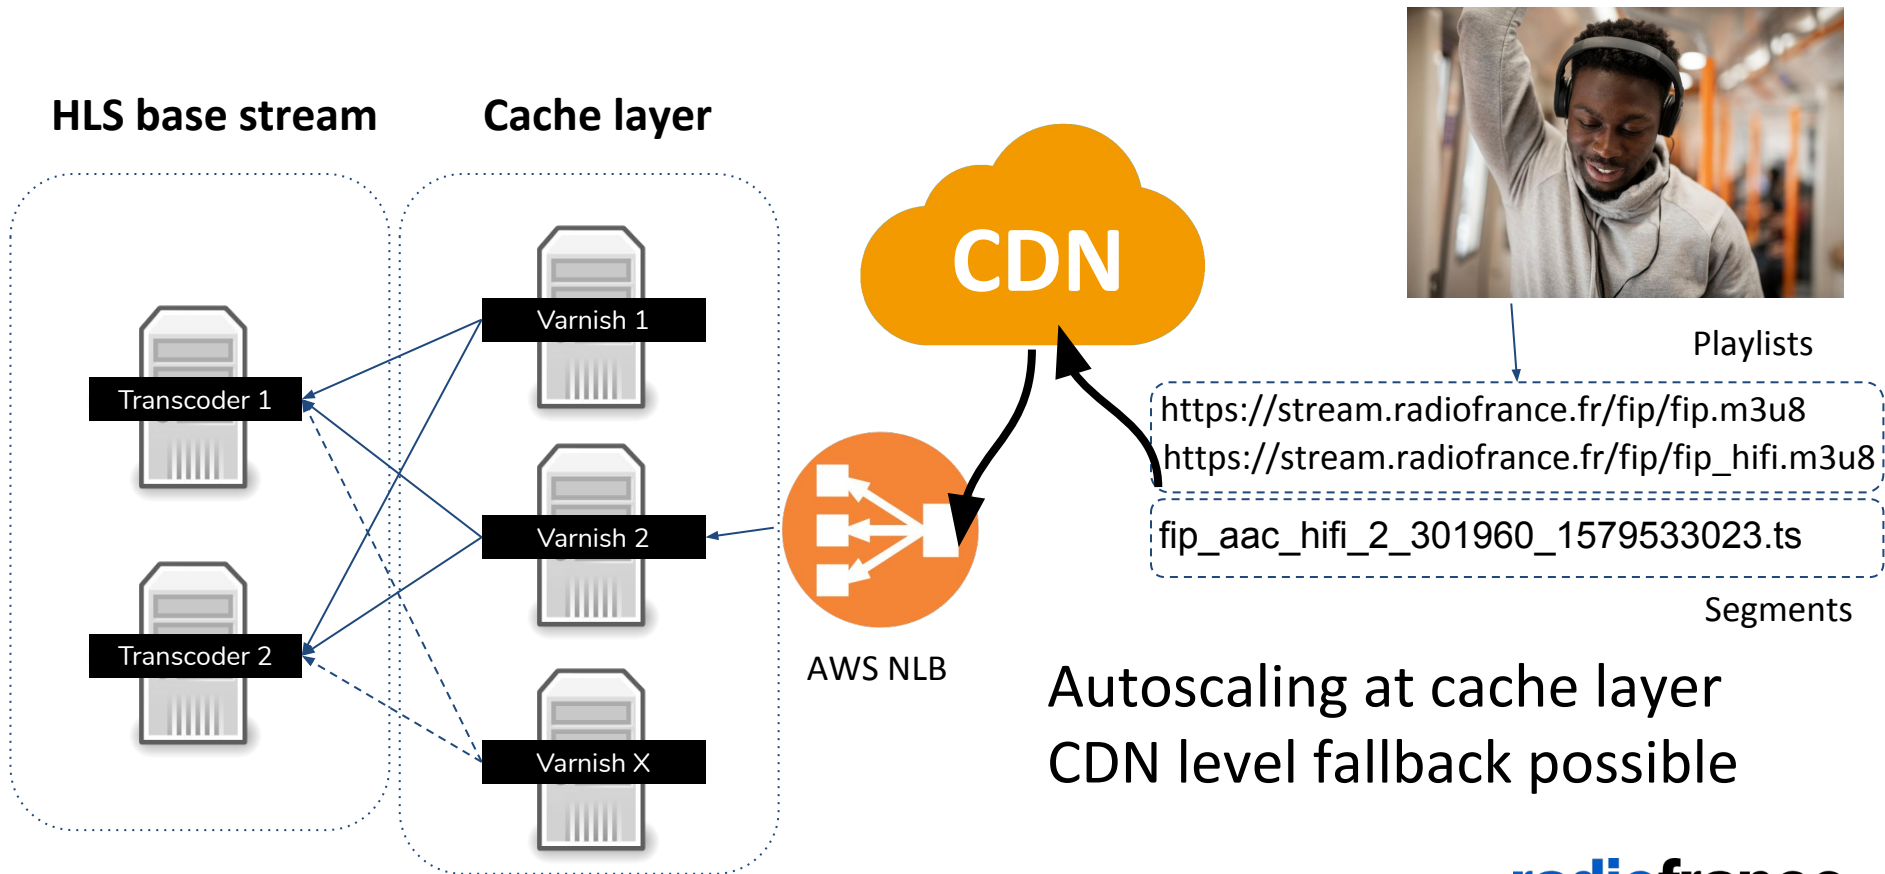 HLS base stream
Cache layer
CDN
Varnish 1
Transcoder 1
Varnish 2
Transcoder 2
Varnish X
AWS NLB
Playlists
https://stream.radiofrance.fr/fip/fip.m3u8
https://stream.radiofrance.fr/fip/fip_hifi.m3u8
fip_aac_hifi_2_301960_1579533023.ts
Segments
Autoscaling at cache layer
CDN level fallback possible
radiofrance